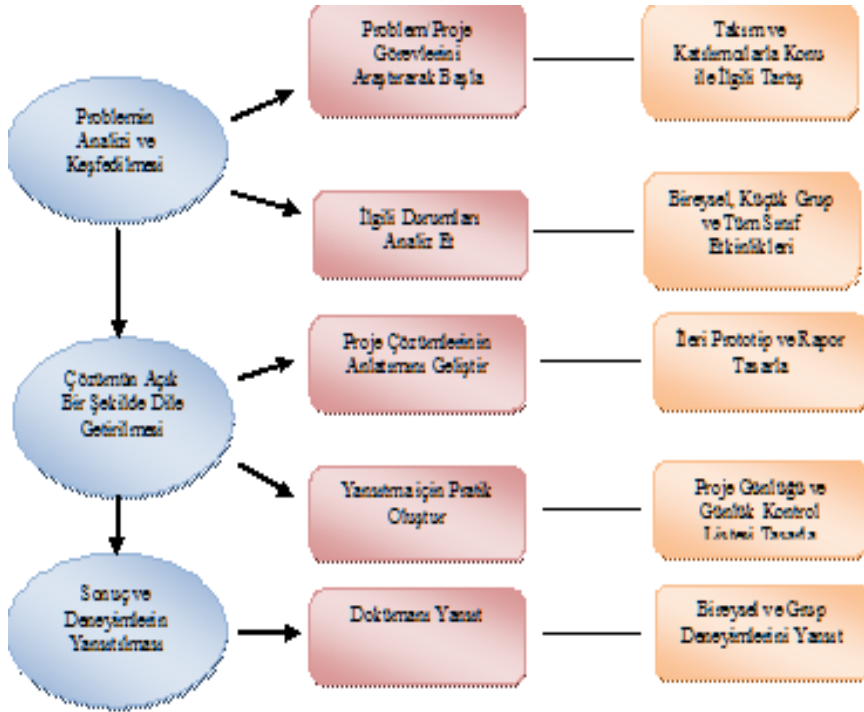 Problem/Proje
Görevlerini
Araştırarak Başla
Takım ve
Katılımcılarla Konu
ile İlgili Tartış
Problemin
Analizi ve
Keşfedilmesi
İlgili Durumları
Analiz Et
Bireysel, Küçük Grup
ve Tüm Sınıf
Etkinlikleri
Çözümün Açık
Bir Şekilde Dile
Getirilmesi
Proje Çözümlerinin
Anlatımını Geliştir
İleri Prototip ve Rapor
Tasarla
Yansıtma için Pratik
Oluştur
Proje Günlüğü ve
Günlük Kontrol
Listesi Tasarla
Sonuç ve
Deneyimlerin
Yansıtılması
Dokümanı Yansıt
Bireysel ve Grup
Deneyimlerini Yansıt